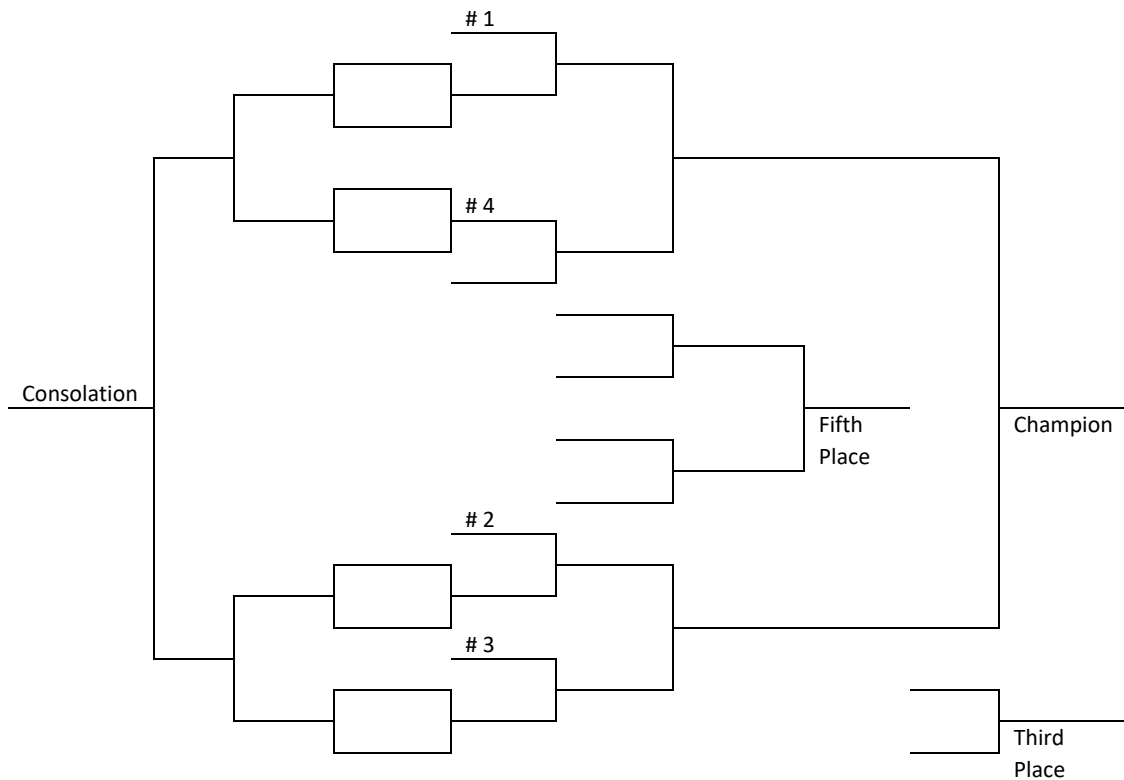 # 1
# 4
Consolation
Fifth
Place
Champion
# 2
# 3
Third
Place